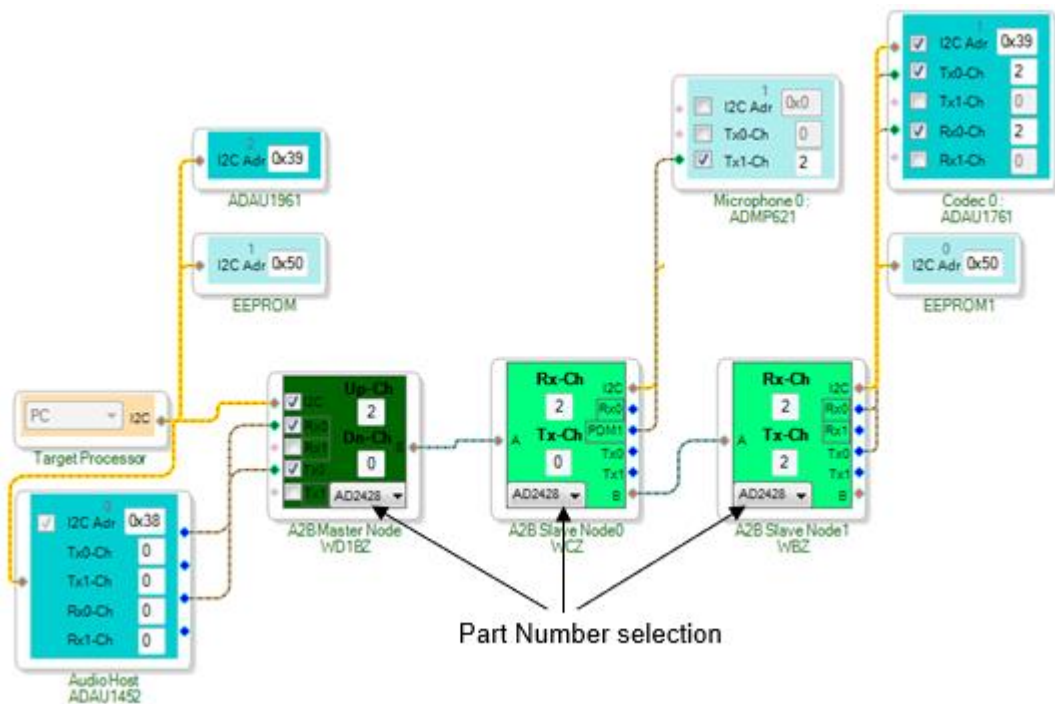 2
I2C Adr 0x39
ADAU1961
1
I2C Adr 0x50
EEPROM
PC I2C
Target Processor
0
I2C Adr 0x38
Tx0-Ch 0
Tx1-Ch 0
Rx0-Ch 0
Rx1-Ch 0
Audio Host
ADAU1452
Up-Ch
I2C 2
Rx0
Rx1 Dn-Ch
Tx0 0 B
Tx1
AD2428
A2B Master Node
WD1BZ
Rx-Ch
I2C
2 Rx0
PDM1
A Tx-Ch
Tx0
0 Tx1
AD2428 B
A2B Slave Node0
WCZ
Rx-Ch
I2C
2 Rx0
Rx1
A Tx-Ch
Tx0
2 Tx1
AD2428 B
A2B Slave Node1
WBZ
1
I2C Adr 0x0
Tx0-Ch 0
Tx1-Ch 2
Microphone 0 :
ADMP621
1
I2C Adr 0x39
Tx0-Ch 2
Tx1-Ch 0
Rx0-Ch 2
Rx1-Ch 0
Codec 0 :
ADAU1761
0
I2C Adr 0x50
EEPROM1
Part Number selection